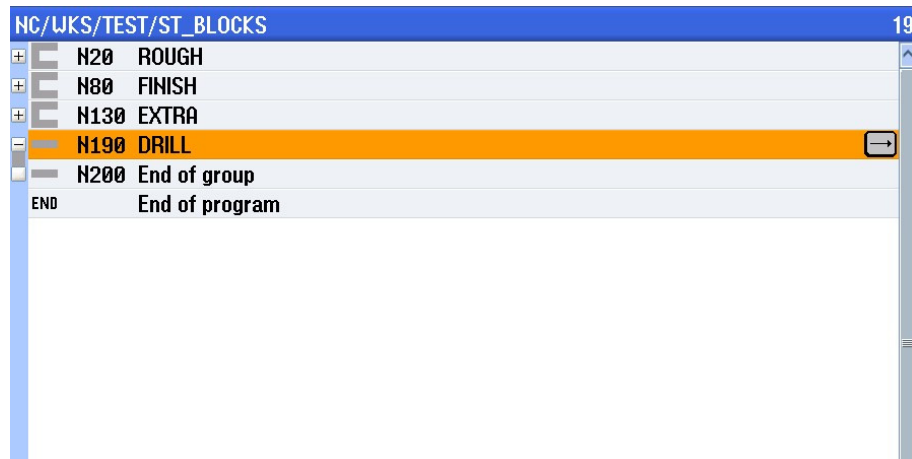 NC/WKS/TEST/ST_BLOCKS 19
N20 ROUGH
N80 FINISH
N130 EXTRA
N190 DRILL
N200 End of group
END End of program